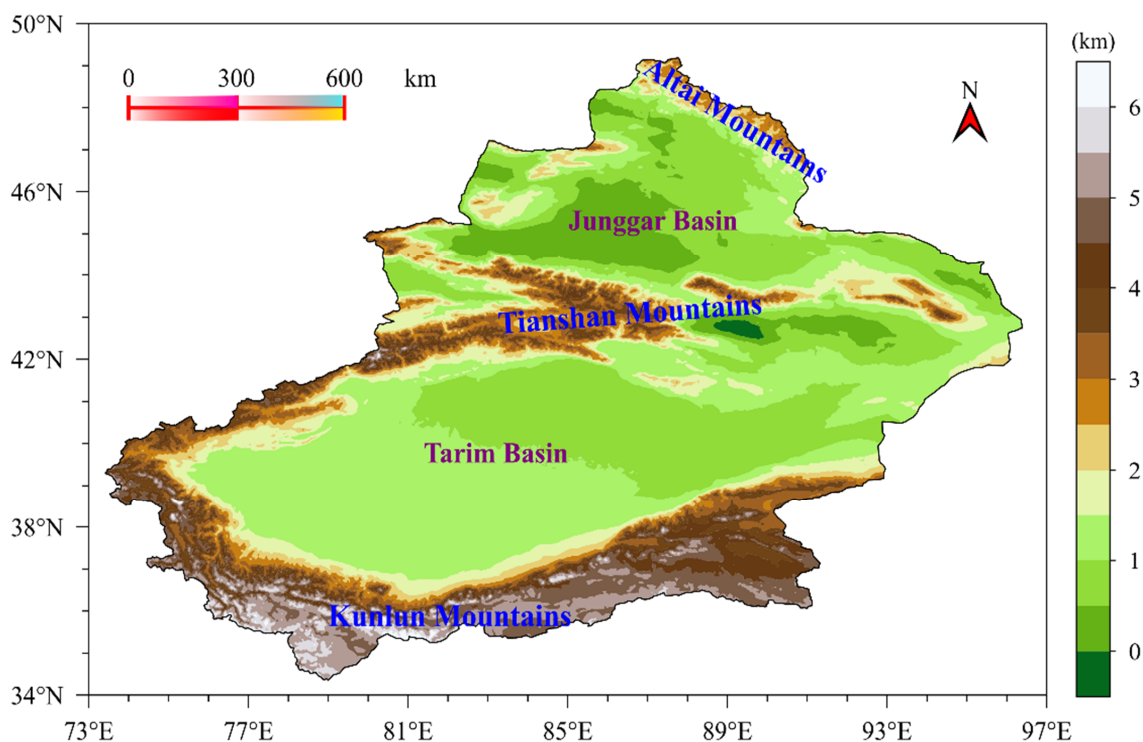 50°N
46°N
42°N
38°N
34°N
73°E 77°E 81°E 85°E 89°E 93°E 97°E
0 300 600 km
N
Altai Mountains
Junggar Basin
Tianshan Mountains
Tarim Basin
Kunlun Mountains
(km)
6
5
4
3
2
1
0